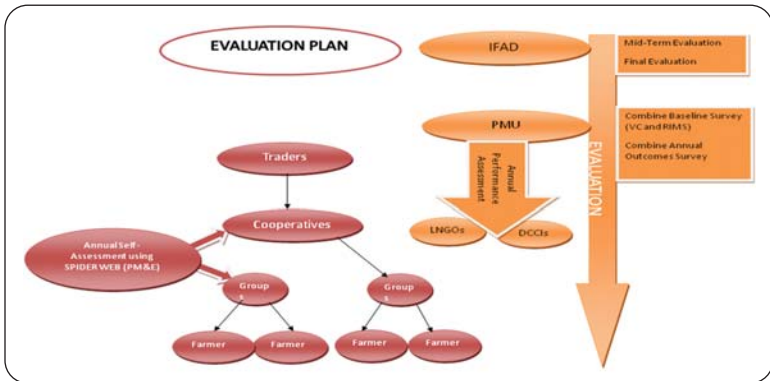 EVALUATION PLAN
IFAD
Mid-Term Evaluation
Final Evaluation
PMU
Combine Baseline Survey
(VC and RIMS)
Combine Annual
Outcomes Survey
EVALUATION
Annual
Performance
Assessment
LNGOs
DCCIs
Traders
Cooperatives
Annual Self-
Assessment using
SPIDER WEB (PM&E)
Group
s
Group
s
Farmer
Farmer
Farmer
Farmer